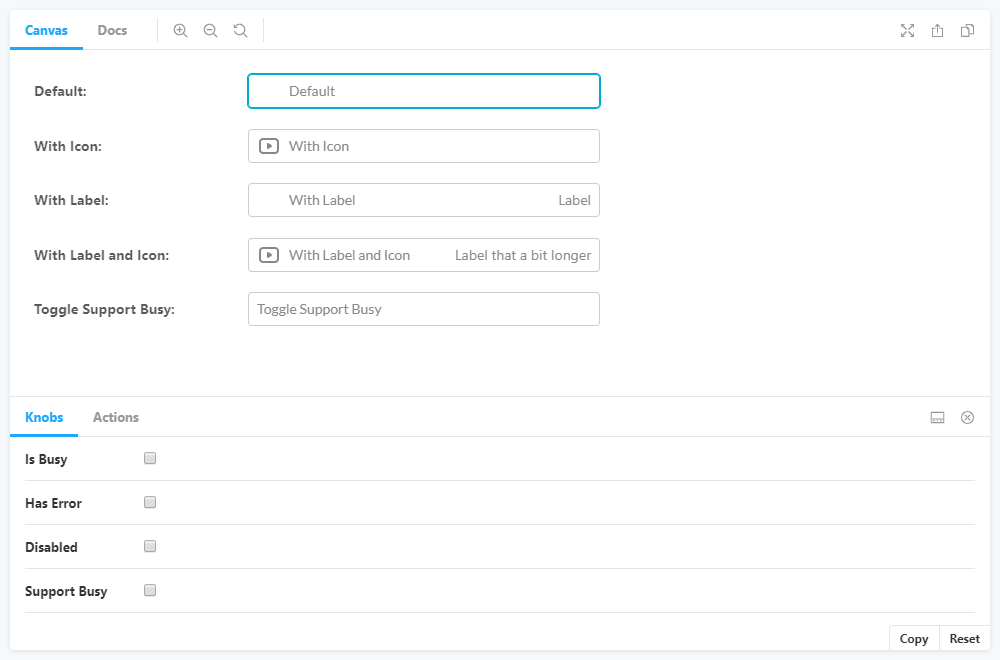 Canvas Docs
Default: Default
With Icon: With Icon
With Label: With Label Label
With Label and Icon: With Label and Icon Label that a bit longer
Toggle Support Busy: Toggle Support Busy
Knobs Actions
Is Busy
Has Error
Disabled
Support Busy
Copy Reset